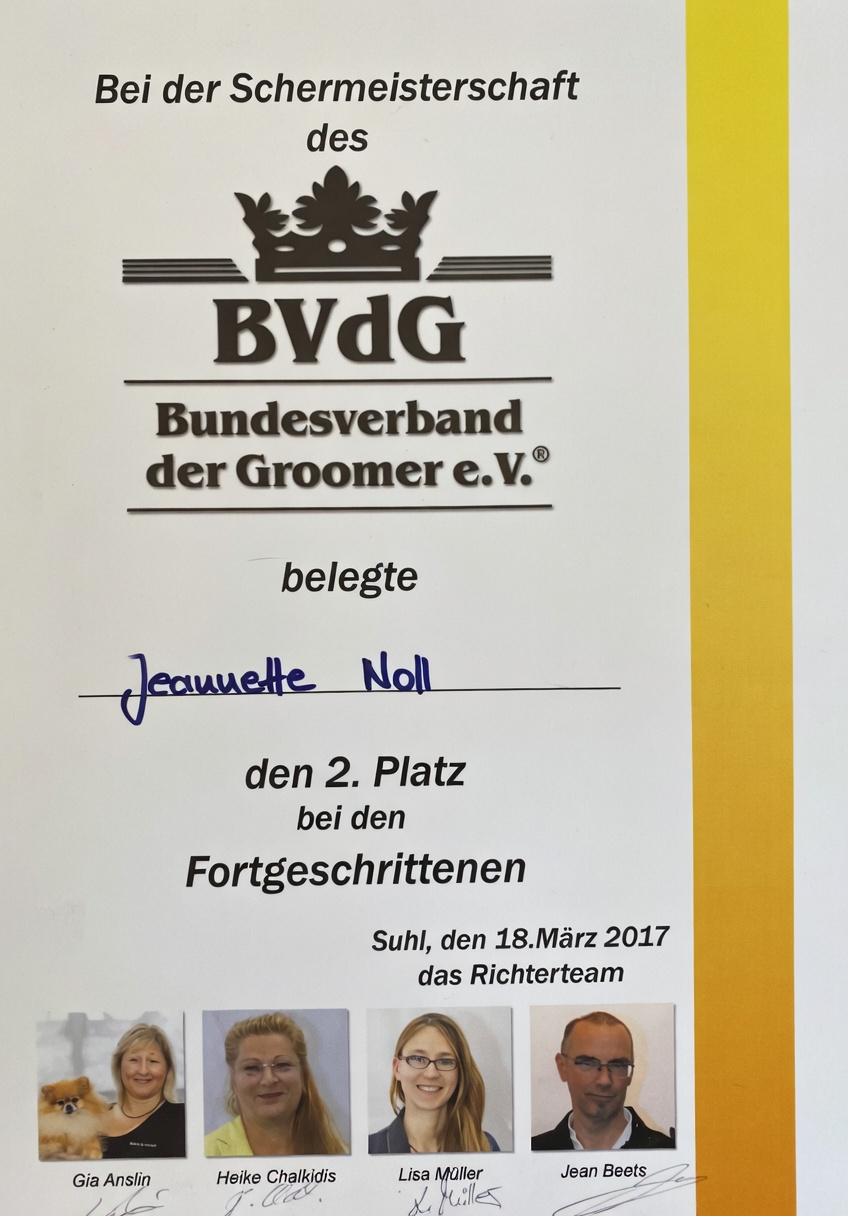 Bei der Schermeisterschaft
des
BVdG
Bundesverband
der Groomer e.V.®
belegte
Jeannette Noll
den 2. Platz
bei den
Fortgeschrittenen
Suhl, den 18.März 2017
das Richterteam
Gia Anslin Heike Chalkidis Lisa Müller Jean Beets
L. Müller